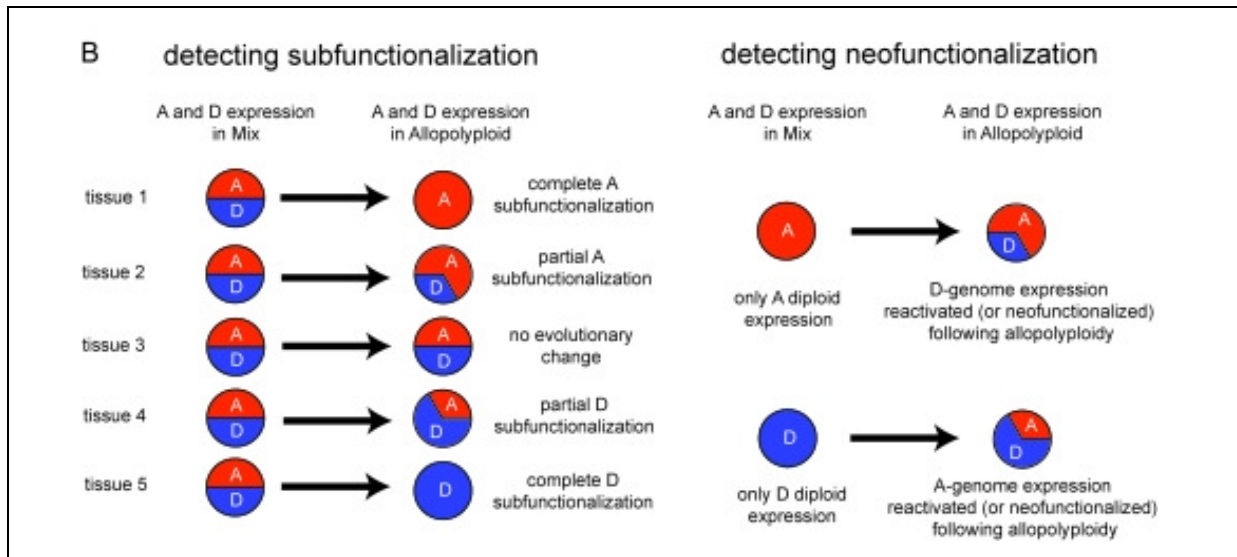 B
detecting subfunctionalization
detecting neofunctionalization
A and D expression
in Mix
A and D expression
in Allopolyploid
A and D expression
in Mix
A and D expression
in Allopolyploid
tissue 1
A
D
A
complete A
subfunctionalization
tissue 2
A
D
A
D
partial A
subfunctionalization
tissue 3
A
D
A
D
no evolutionary
change
tissue 4
A
D
A
D
partial D
subfunctionalization
tissue 5
A
D
D
complete D
subfunctionalization
A
A
D
only A diploid
expression
D-genome expression
reactivated (or neofunctionalized)
following allopolyploidy
D
A
D
only D diploid
expression
A-genome expression
reactivated (or neofunctionalized)
following allopolyploidy